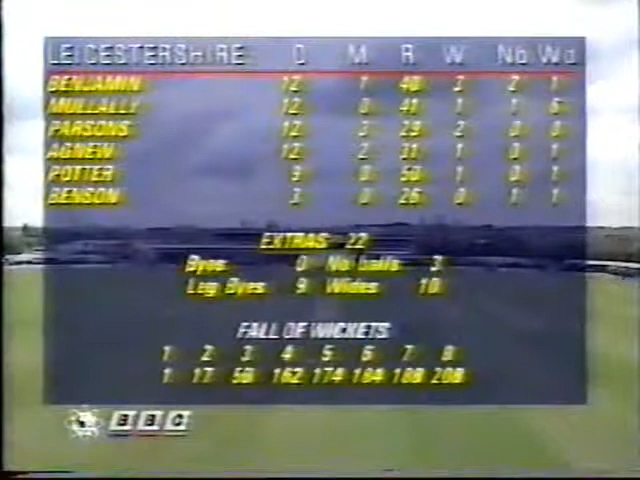 LEICESTERSHIRE O M R W Nb Wd
BENJAMIN 12 1 40 2 2 1
MULLALLY 12 0 41 1 1 6
PARSONS 12 3 29 2 0 0
AGNEW 12 2 31 1 0 1
POTTER 9 0 50 1 0 1
BENSON 3 0 26 0 1 1
EXTRAS 22
Byes 0 No balls 3
Leg Byes 9 Wides 10
FALL OF WICKETS
1 2 3 4 5 6 7 8
1 17 162 174 184 188 208
BBC